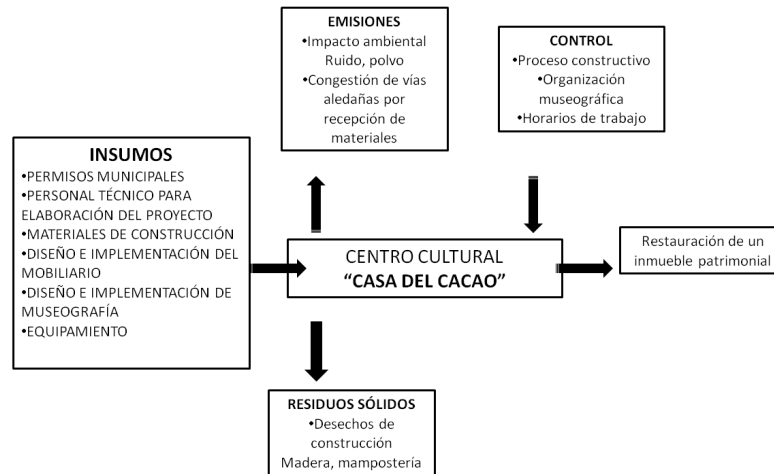 EMISIONES
•Impacto ambiental
Ruido, polvo
•Congestión de vías
aledañas por
recepción de
materiales
CONTROL
•Proceso constructivo
•Organización
museográfica
•Horarios de trabajo
INSUMOS
•PERMISOS MUNICIPALES
•PERSONAL TÉCNICO PARA
ELABORACIÓN DEL PROYECTO
•MATERIALES DE CONSTRUCCIÓN
•DISEÑO E IMPLEMENTACIÓN DEL
MOBILIARIO
•DISEÑO E IMPLEMENTACIÓN DE
MUSEOGRAFÍA
•EQUIPAMIENTO
CENTRO CULTURAL
“CASA DEL CACAO”
Restauración de un
inmueble patrimonial
RESIDUOS SÓLIDOS
•Desechos de
construcción
Madera, mampostería